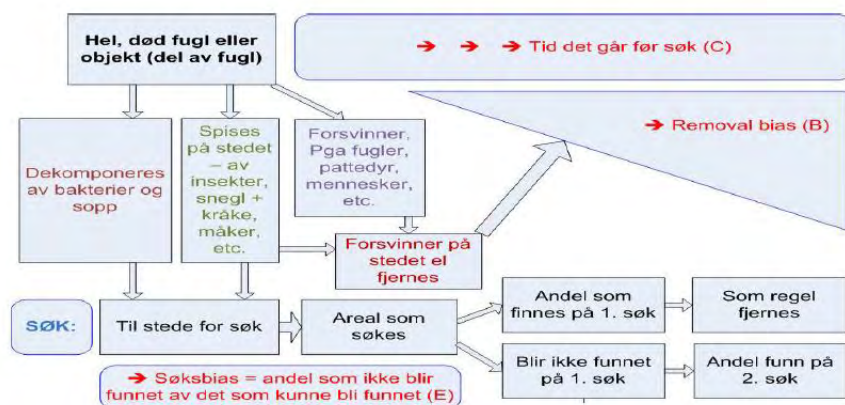 Hel, død fugl eller
objekt (del av fugl)
➔ ➔ ➔ Tid det går før søk (C)
➔ Removal bias (B)
Dekomponeres
av bakterier og
sopp
Spises
på stedet
– av
insekter,
snegl +
kråke,
måker,
etc.
Forsvinner,
Pga fugler,
pattedyr,
mennesker,
etc.
Forsvinner på
stedet el
fjernes
SØK:
Til stede for søk
Areal som
søkes
Andel som
finnes på 1. søk
Som regel
fjernes
Blir ikke funnet
på 1. søk
Andel funn på
2. søk
➔ Søksbias = andel som ikke blir
funnet av det som kunne bli funnet (E)